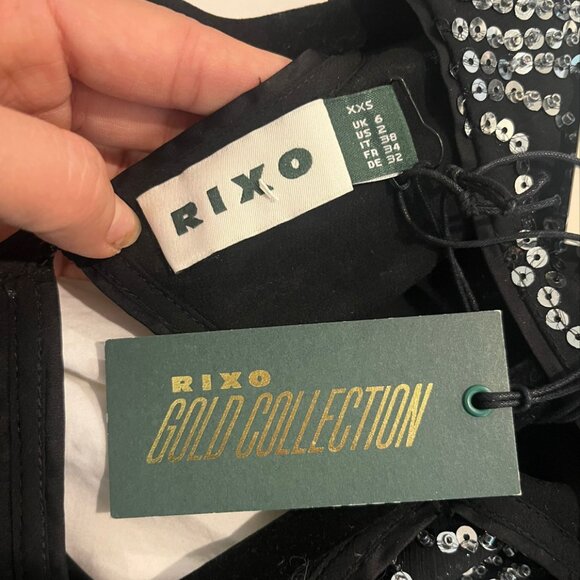 RIXO
XXS
UK 6
US 2
IT 38
FR 34
DE 32
RIXO
GOLD COLLECTION